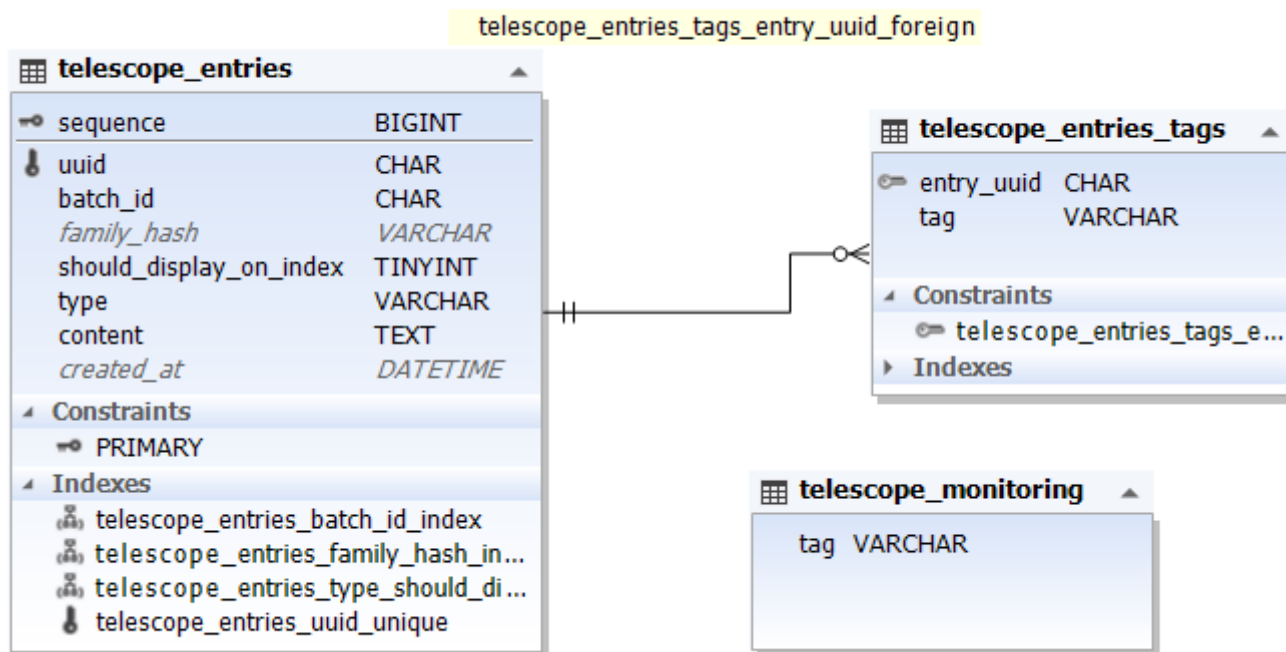 telescope_entries_tags_entry_uuid_foreign
telescope_entries
sequence BIGINT
uuid CHAR
batch_id CHAR
family_hash VARCHAR
should_display_on_index TINYINT
type VARCHAR
content TEXT
created_at DATETIME
Constraints
PRIMARY
Indexes
telescope_entries_batch_id_index
telescope_entries_family_hash_in...
telescope_entries_type_should_di...
telescope_entries_uuid_unique
telescope_entries_tags
entry_uuid CHAR
tag VARCHAR
Constraints
telescope_entries_tags_e...
Indexes
telescope_monitoring
tag VARCHAR